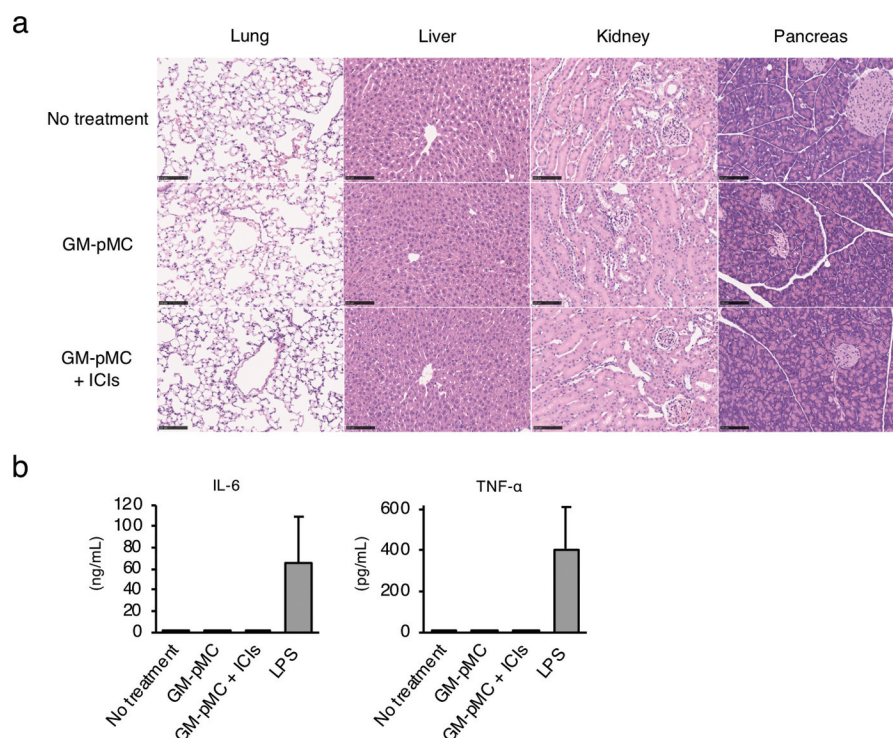 a
Lung Liver Kidney Pancreas
No treatment
GM-pMC
GM-pMC
+ ICIs
b
IL-6
120
100
80
60
40
20
0
(ng/mL)
No treatment
GM-pMC
GM-pMC + ICIs
LPS
TNF-α
600
400
200
0
(pg/mL)
No treatment
GM-pMC
GM-pMC + ICIs
LPS